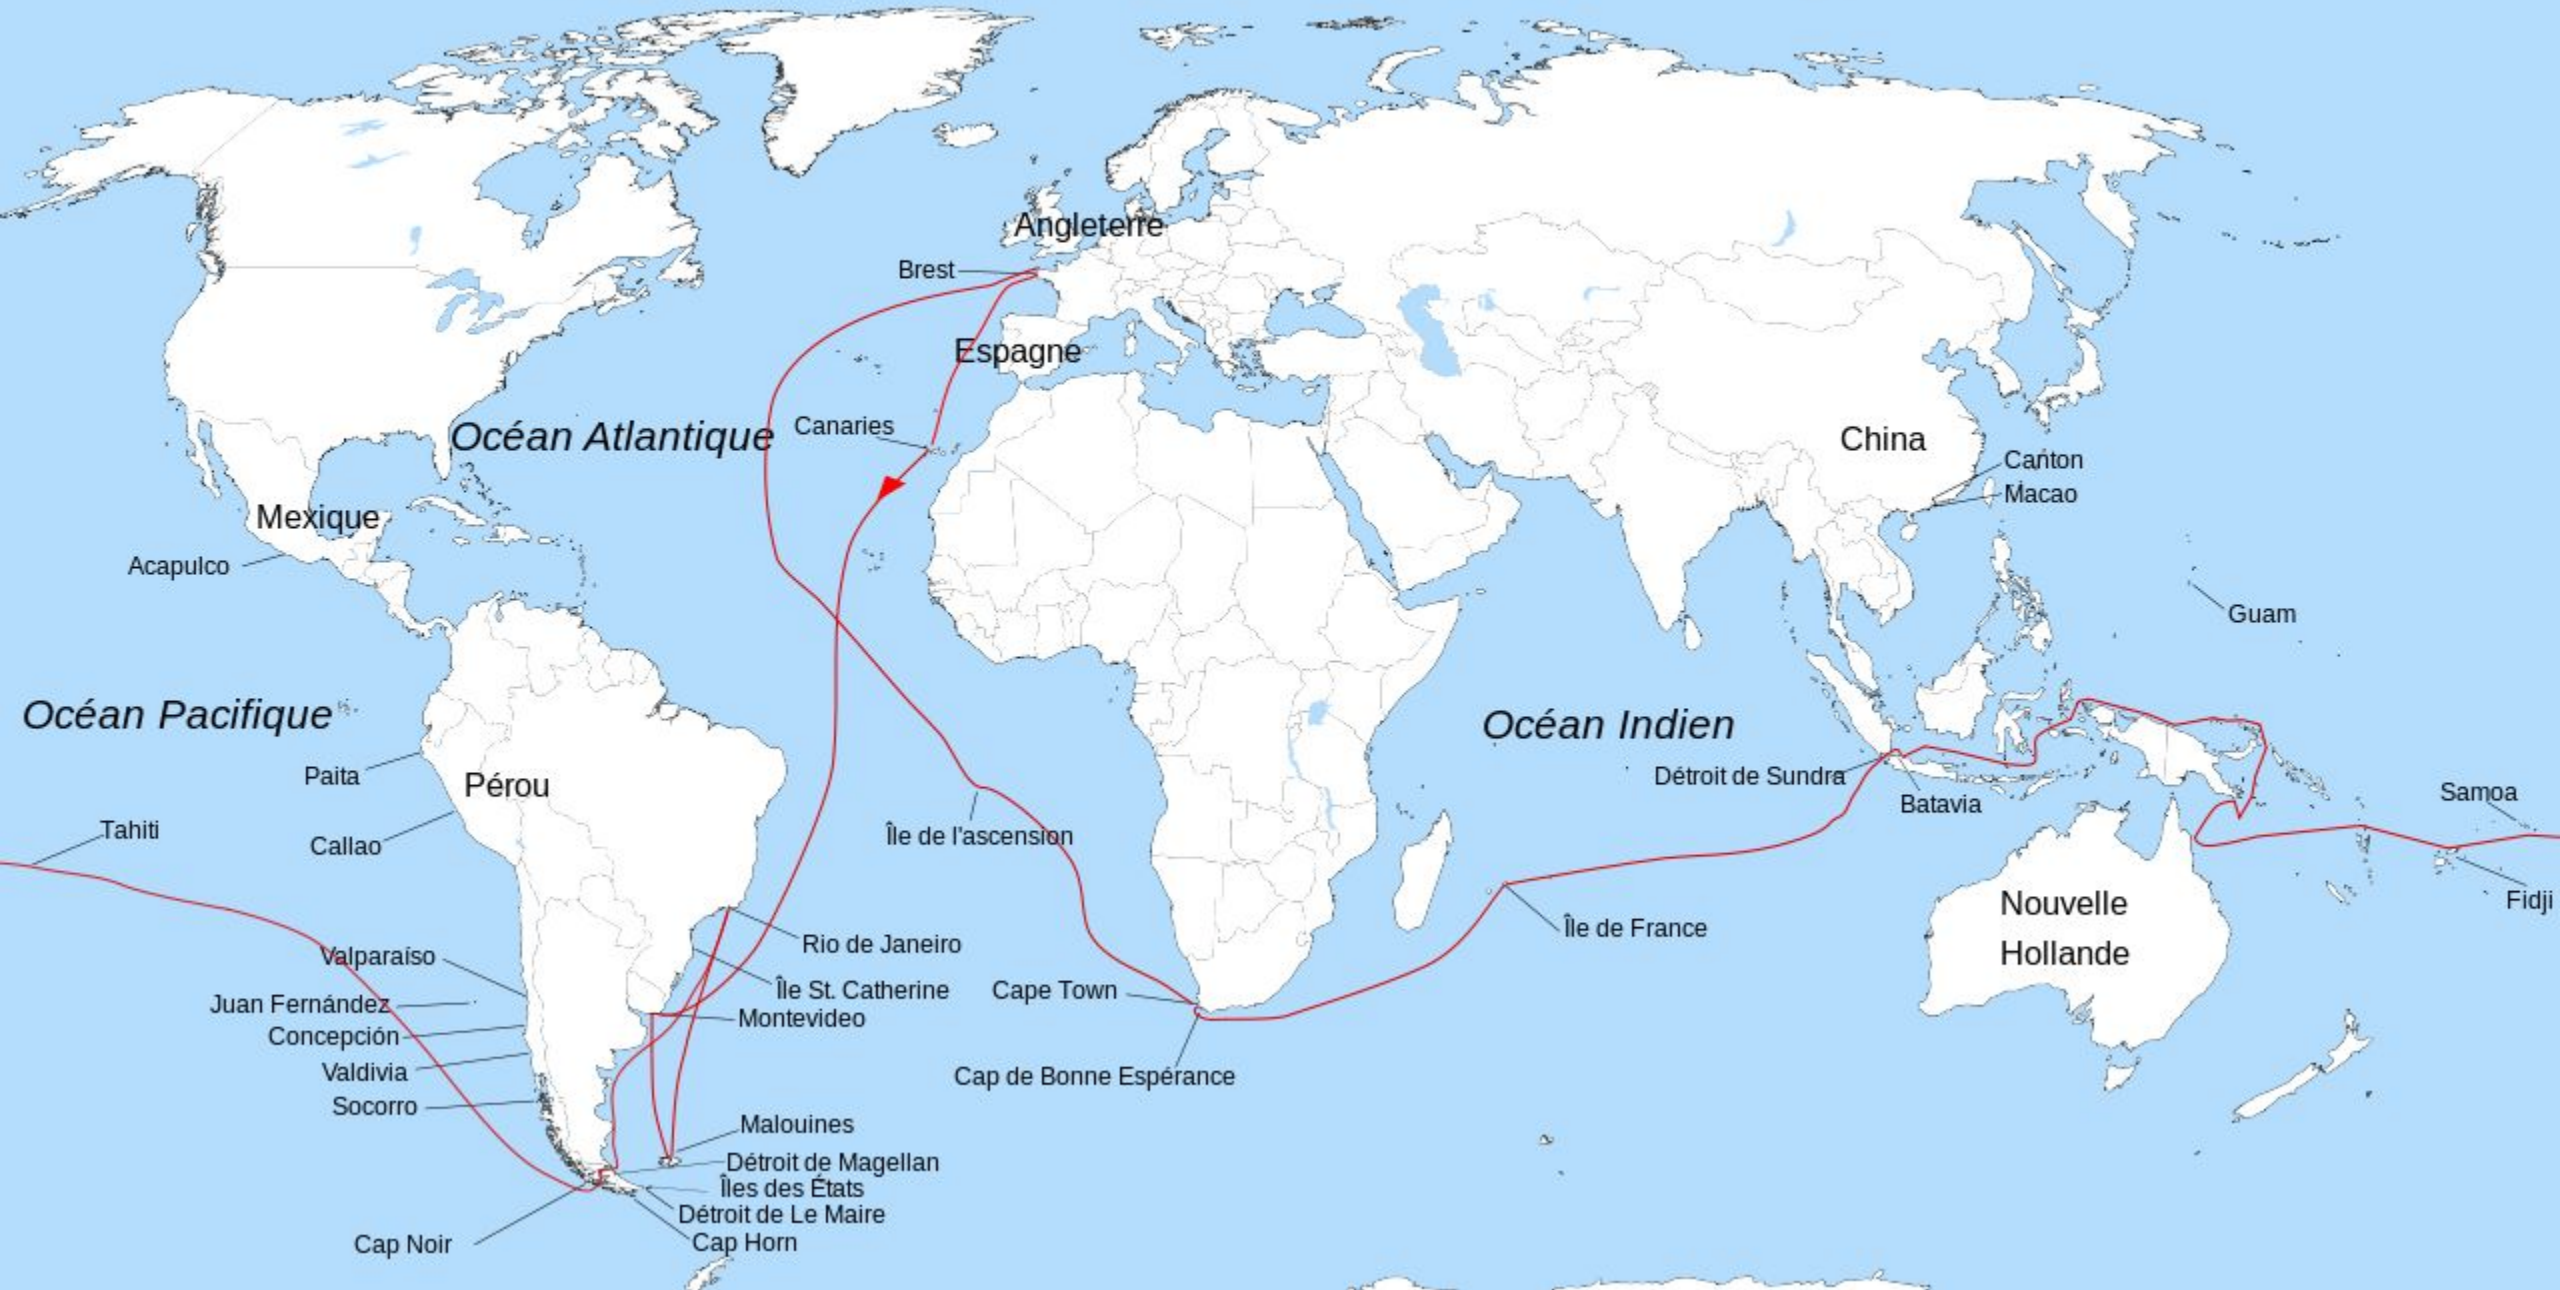 Angleterre
Brest
Espagne
Océan Atlantique
Canaries
China
Canton
Macao
Mexique
Acapulco
Guam
Océan Pacifique
Océan Indien
Paita
Pérou
Détroit de Sundra
Batavia
Samoa
Tahiti
Callao
Île de l'ascension
Fidji
Nouvelle
Hollande
Île de France
Rio de Janeiro
Valparaíso
Île St. Catherine
Cape Town
Juan Fernández
Montevideo
Concepción
Valdivia
Cap de Bonne Espérance
Socorro
Malouines
Détroit de Magellan
Îles des États
Détroit de Le Maire
Cap Noir
Cap Horn